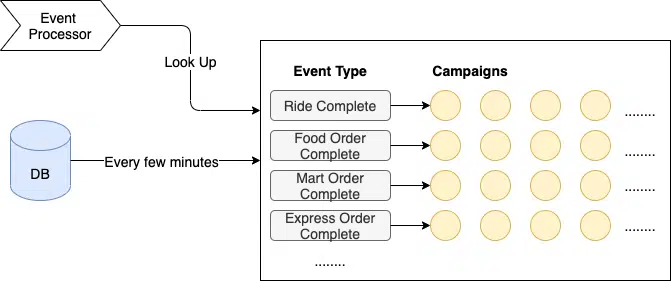 Event
Processor
Look Up
Event Type
Campaigns
Ride Complete
........
DB
Every few minutes
Food Order
Complete
........
Mart Order
Complete
........
Express Order
Complete
........
........